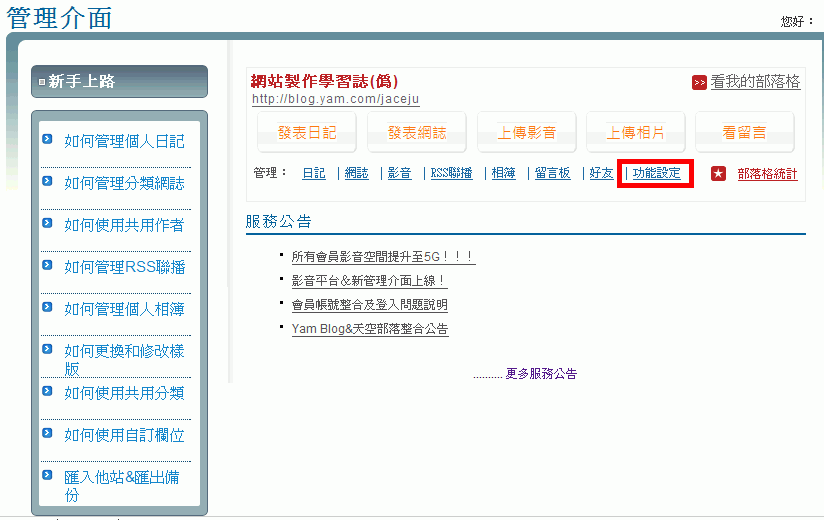 管理介面
您好：
新手上路
如何管理個人日記
如何管理分類網誌
如何使用共用作者
如何管理RSS聯播
如何管理個人相簿
如何更換和修改樣
版
如何使用共用分類
如何使用自訂欄位
匯入他站&匯出備
份
網站製作學習誌(偽)
>> 看我的部落格
http://blog.yam.com/jaceju
發表日記 發表網誌 上傳影音 上傳相片 看留言
管理： 日記 | 網誌 | 影音 | RSS聯播 | 相簿 | 留言板 | 好友 | 功能設定 部落格統計
服務公告
所有會員影音空間提升至5G！！！
影音平台＆新管理介面上線！
會員帳號整合及登入問題說明
Yam Blog&天空部落整合公告
.......... 更多服務公告